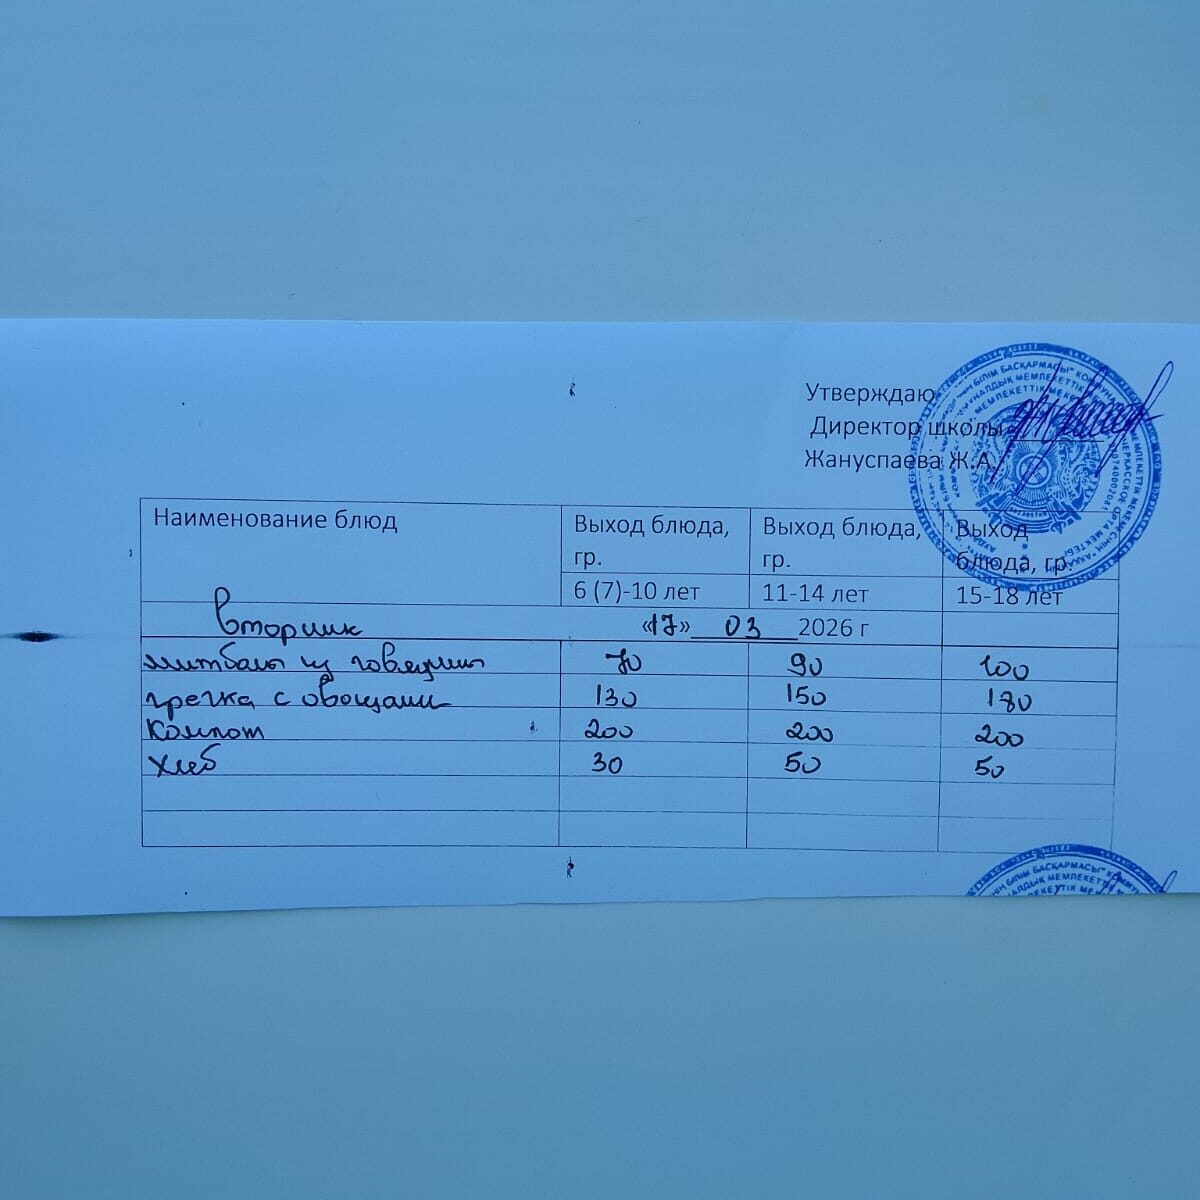 Утверждаю
Директор школы
Жануспаева Ж.А.
Наименование блюд Выход блюда, гр. Выход блюда, гр. Выход блюда, гр.
6 (7)-10 лет 11-14 лет 15-18 лет
Вторник «17» 03 2026 г
митболы из говядины 70 90 100
гречка с овощами 130 150 180
Компот 200 200 200
Хлеб 30 50 50